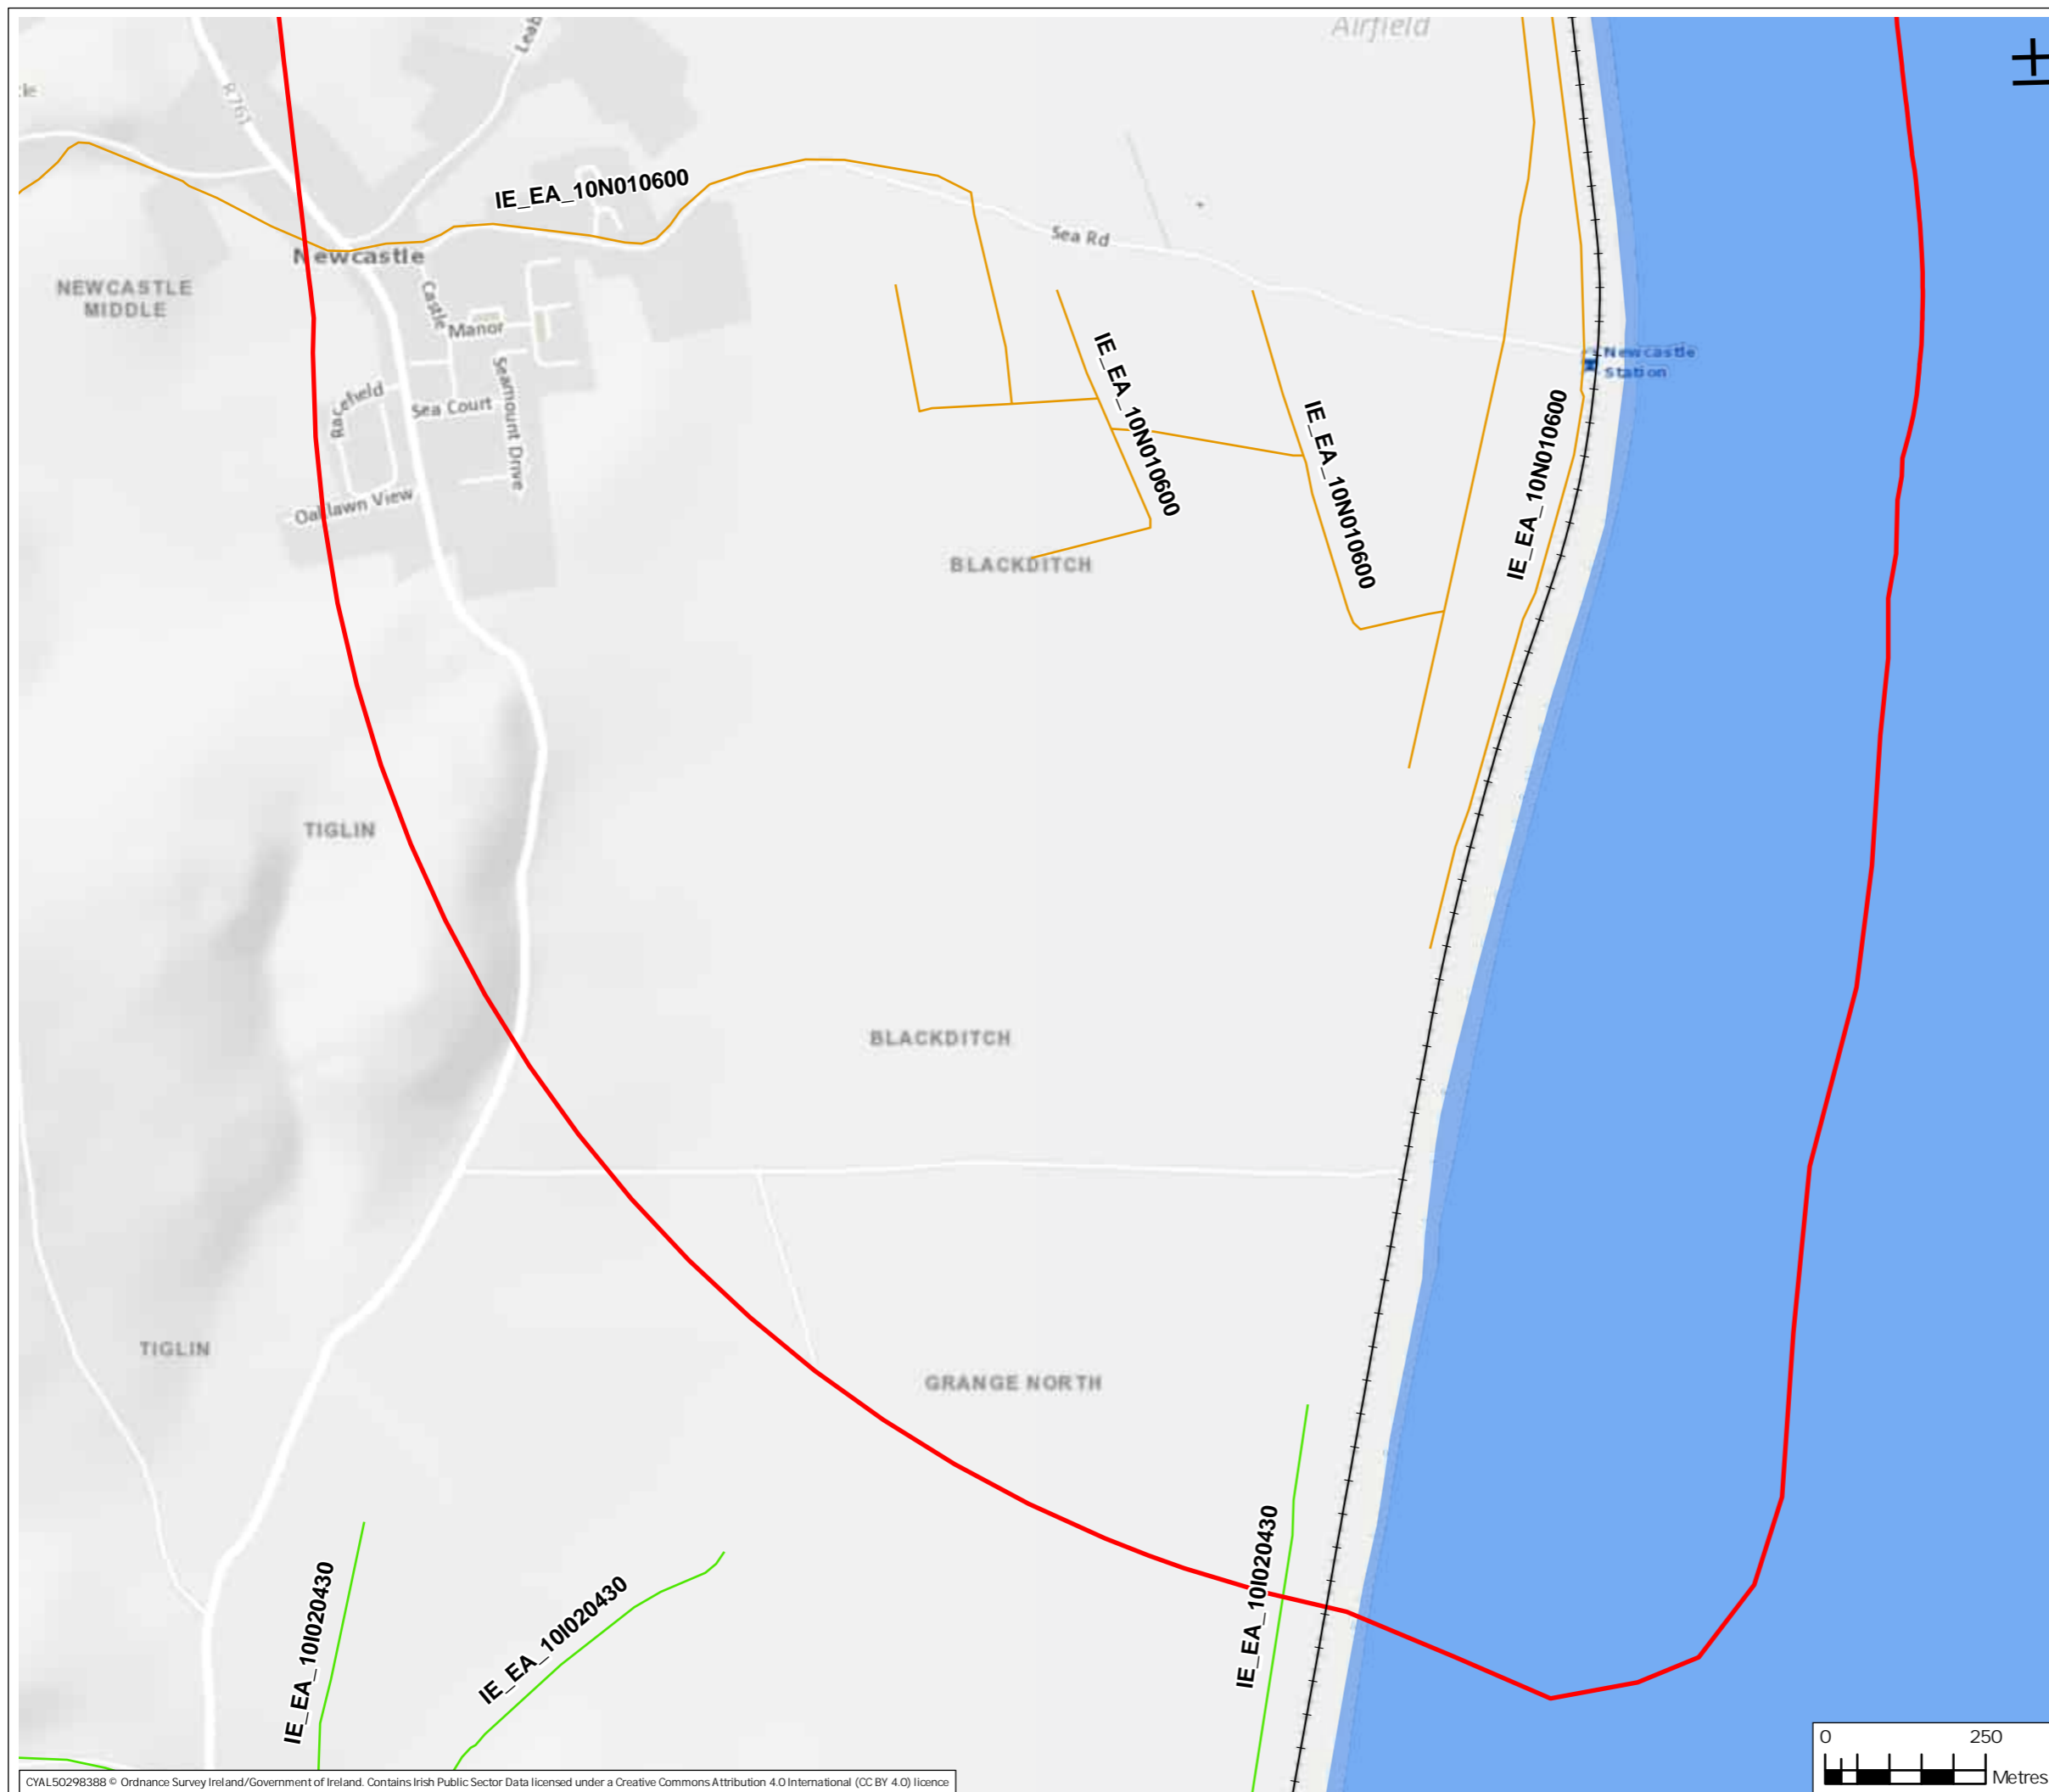 Airfield
R761
IE_EA_10N010600
Newcastle
Sea Rd
NEWCASTLE
MIDDLE
Castle
Manor
Seamount Drive
Racefield
Sea Court
Oaklawn View
IE_EA_10N010600
IE_EA_10N010600
IE_EA_10N010600
Newcastle
Station
BLACKDITCH
TIGLIN
BLACKDITCH
TIGLIN
GRANGE NORTH
IE_EA_10I020430
IE_EA_10I020430
IE_EA_10I020430
0 250
Metres
CYAL50298388 © Ordnance Survey Ireland/Government of Ireland. Contains Irish Public Sector Data licensed under a Creative Commons Attribution 4.0 International (CC BY 4.0) licence